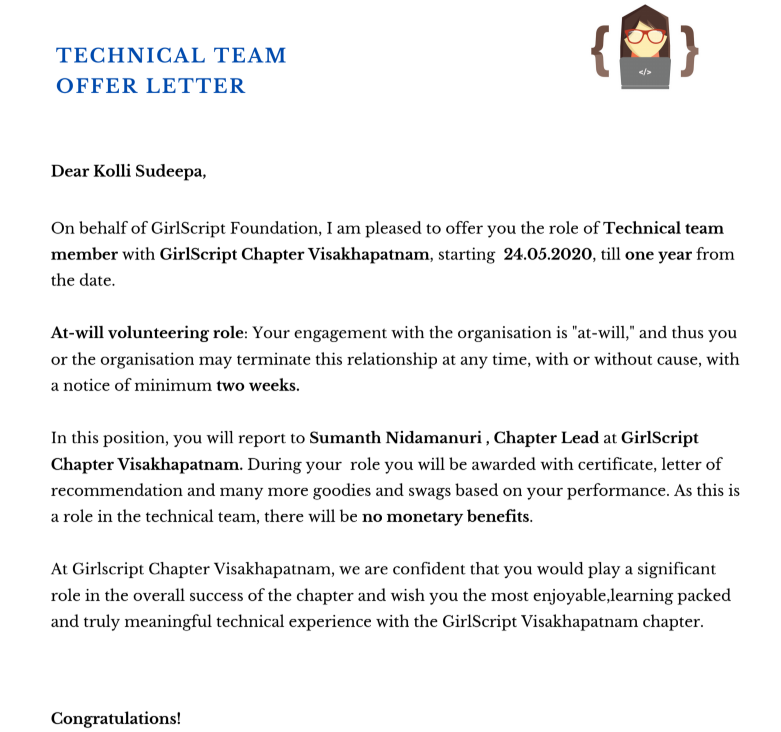 TECHNICAL TEAM
OFFER LETTER
</>
Dear Kolli Sudeepa,
On behalf of GirlScript Foundation, I am pleased to offer you the role of Technical team
member with GirlScript Chapter Visakhapatnam, starting 24.05.2020, till one year from
the date.
At-will volunteering role: Your engagement with the organisation is "at-will," and thus you
or the organisation may terminate this relationship at any time, with or without cause, with
a notice of minimum two weeks.
In this position, you will report to Sumanth Nidamanuri , Chapter Lead at GirlScript
Chapter Visakhapatnam. During your role you will be awarded with certificate, letter of
recommendation and many more goodies and swags based on your performance. As this is
a role in the technical team, there will be no monetary benefits.
At Girlscript Chapter Visakhapatnam, we are confident that you would play a significant
role in the overall success of the chapter and wish you the most enjoyable,learning packed
and truly meaningful technical experience with the GirlScript Visakhapatnam chapter.
Congratulations!